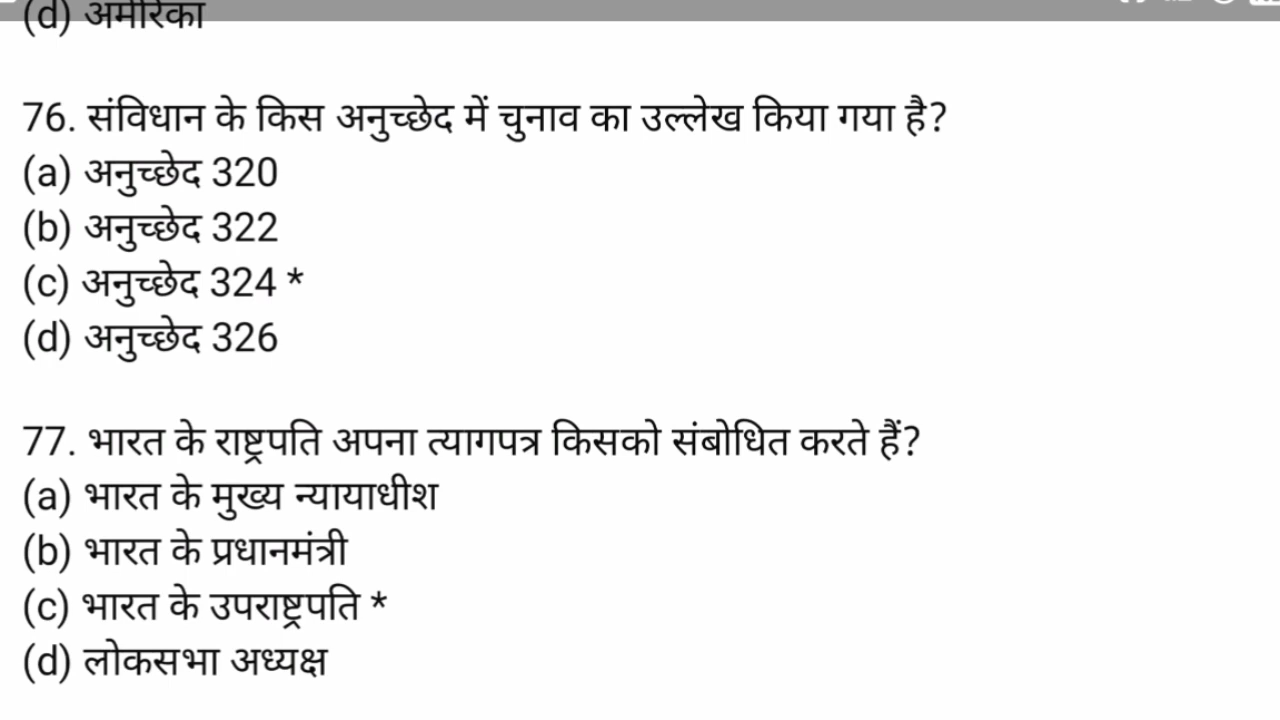 (d) अमेरिका
76. संविधान के किस अनुच्छेद में चुनाव का उल्लेख किया गया है?
(a) अनुच्छेद 320
(b) अनुच्छेद 322
(c) अनुच्छेद 324 *
(d) अनुच्छेद 326
77. भारत के राष्ट्रपति अपना त्यागपत्र किसको संबोधित करते हैं?
(a) भारत के मुख्य न्यायाधीश
(b) भारत के प्रधानमंत्री
(c) भारत के उपराष्ट्रपति *
(d) लोकसभा अध्यक्ष